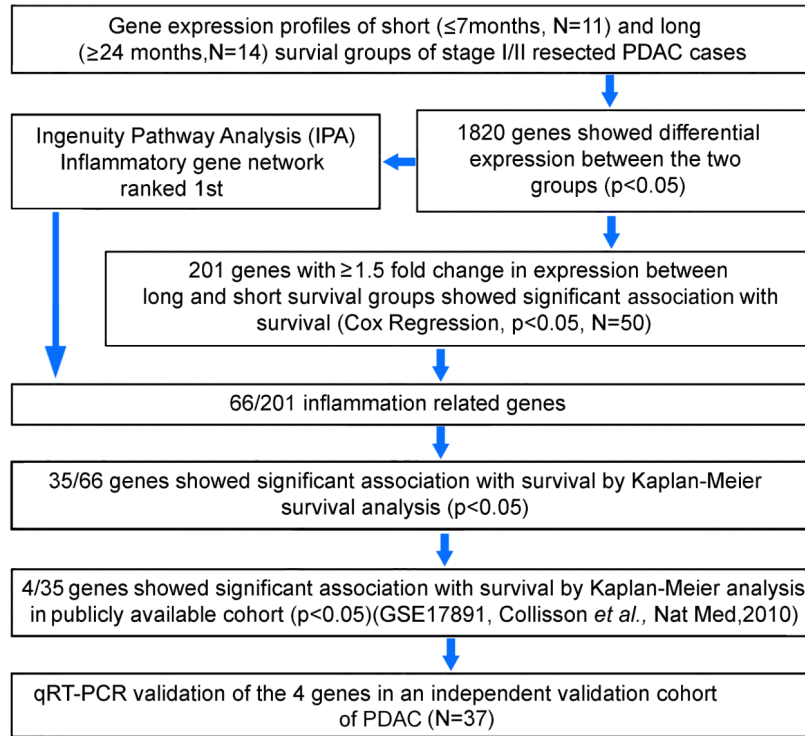 Gene expression profiles of short (≤7months, N=11) and long
(≥24 months,N=14) survial groups of stage I/II resected PDAC cases
Ingenuity Pathway Analysis (IPA)
Inflammatory gene network
ranked 1st
1820 genes showed differential
expression between the two
groups (p<0.05)
201 genes with ≥1.5 fold change in expression between
long and short survival groups showed significant association with
survival (Cox Regression, p<0.05, N=50)
66/201 inflammation related genes
35/66 genes showed significant association with survival by Kaplan-Meier
survival analysis (p<0.05)
4/35 genes showed significant association with survival by Kaplan-Meier analysis
in publicly available cohort (p<0.05)(GSE17891, Collisson et al., Nat Med,2010)
qRT-PCR validation of the 4 genes in an independent validation cohort
of PDAC (N=37)